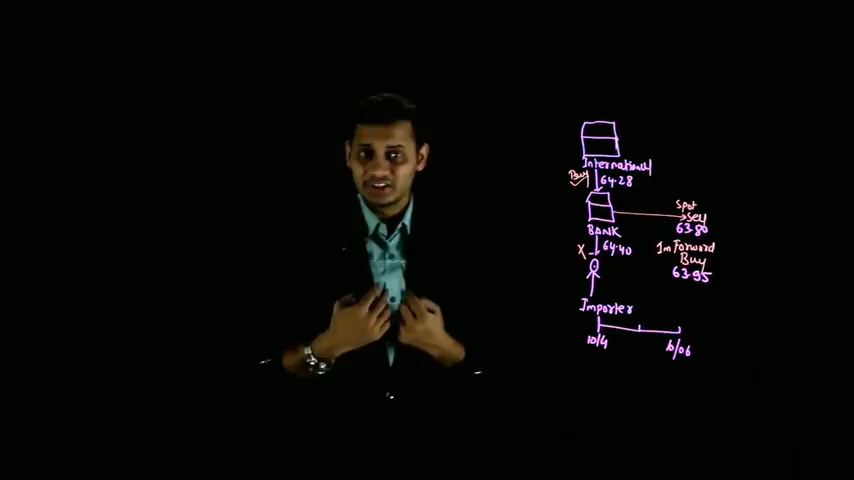 International
Buy
64.28
Spot
Sell
BANK
63.80
X
64.40
1m Forward
Buy
63.95
Importer
10/4
10/06